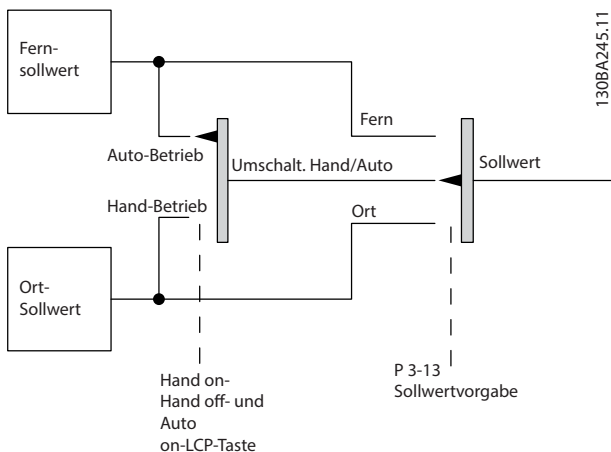 Fern-
sollwert
130BA245.11
Fern
Auto-Betrieb
Umschalt. Hand/Auto
Sollwert
Hand-Betrieb
Ort
Ort-
Sollwert
P 3-13
Sollwertvorgabe
Hand on-
Hand off- und
Auto
on-LCP-Taste